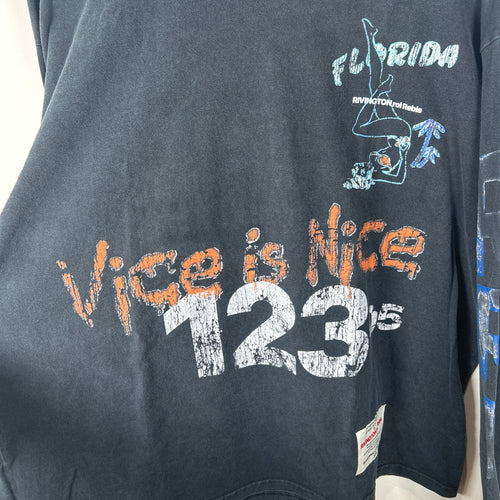 FLORIDA
RIVINGTON roi Rebis
Vice is Nice
123